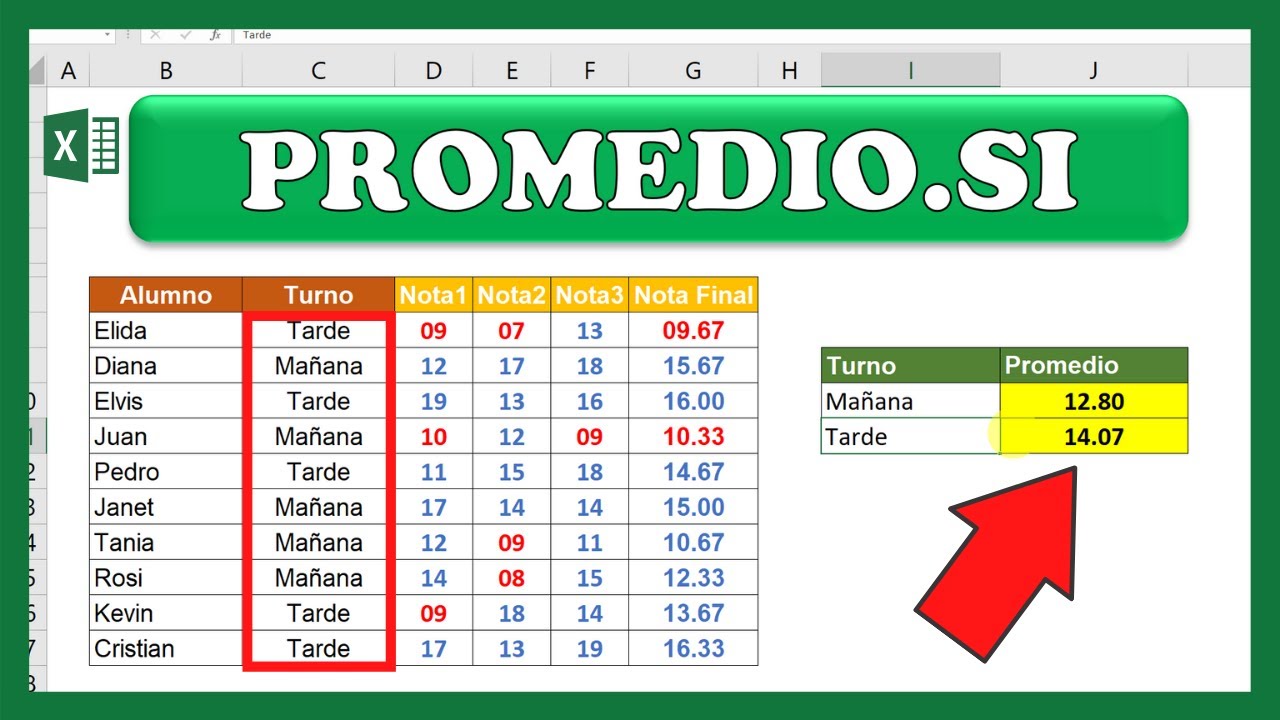 Tarde
A B C D E F G H I J
X
PROMEDIO.SI
Alumno Turno Nota1 Nota2 Nota3 Nota Final
Elida Tarde 09 07 13 09.67
Diana Mañana 12 17 18 15.67
Turno Promedio
Elvis Tarde 19 13 16 16.00
Mañana 12.80
Juan Mañana 10 12 09 10.33
Tarde 14.07
Pedro Tarde 11 15 18 14.67
Janet Mañana 17 14 14 15.00
Tania Mañana 12 09 11 10.67
Rosi Mañana 14 08 15 12.33
Kevin Tarde 09 18 14 13.67
Cristian Tarde 17 13 19 16.33